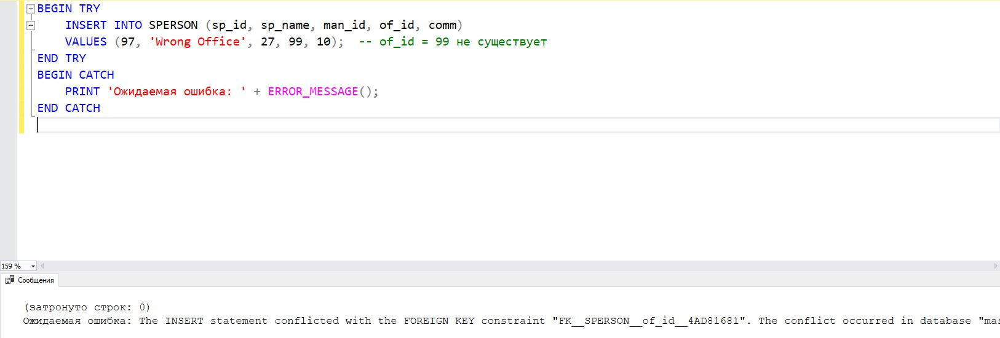 BEGIN TRY
INSERT INTO SPERSON (sp_id, sp_name, man_id, of_id, comm)
VALUES (97, 'Wrong Office', 27, 99, 10);  -- of_id = 99 не существует
END TRY
BEGIN CATCH
PRINT 'Ожидаемая ошибка: ' + ERROR_MESSAGE();
END CATCH
159 %
Сообщения
(затронуто строк: 0)
Ожидаемая ошибка: The INSERT statement conflicted with the FOREIGN KEY constraint "FK__SPERSON__of_id__4AD81681". The conflict occurred in database "mas